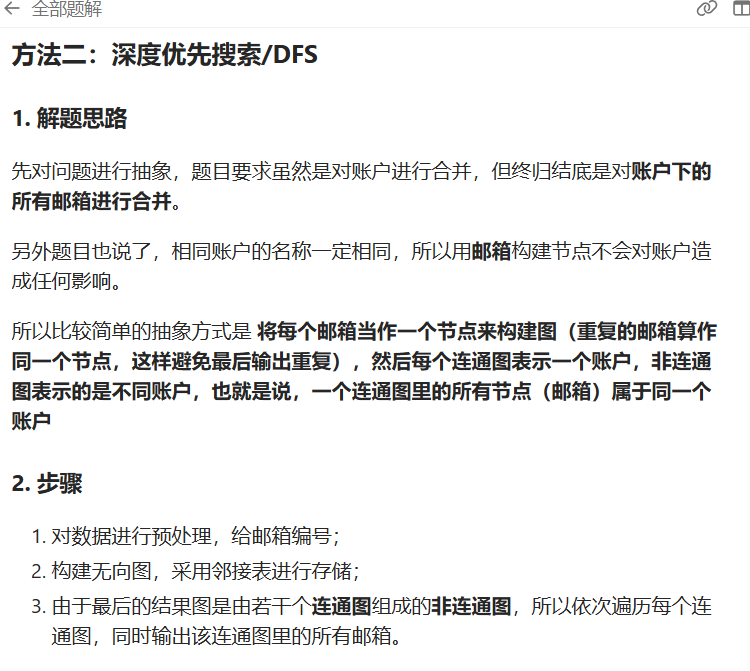 全部题解
方法二：深度优先搜索/DFS
1. 解题思路
先对问题进行抽象，题目要求虽然是对账户进行合并，但终归结底是对账户下的
所有邮箱进行合并。
另外题目也说了，相同账户的名称一定相同，所以用邮箱构建节点不会对账户造
成任何影响。
所以比较简单的抽象方式是 将每个邮箱当作一个节点来构建图（重复的邮箱算作
同一个节点，这样避免最后输出重复），然后每个连通图表示一个账户，非连通
图表示的是不同账户，也就是说，一个连通图里的所有节点（邮箱）属于同一个
账户
2. 步骤
1. 对数据进行预处理，给邮箱编号；
2. 构建无向图，采用邻接表进行存储；
3. 由于最后的结果图是由若干个连通图组成的非连通图，所以依次遍历每个连
通图，同时输出该连通图里的所有邮箱。